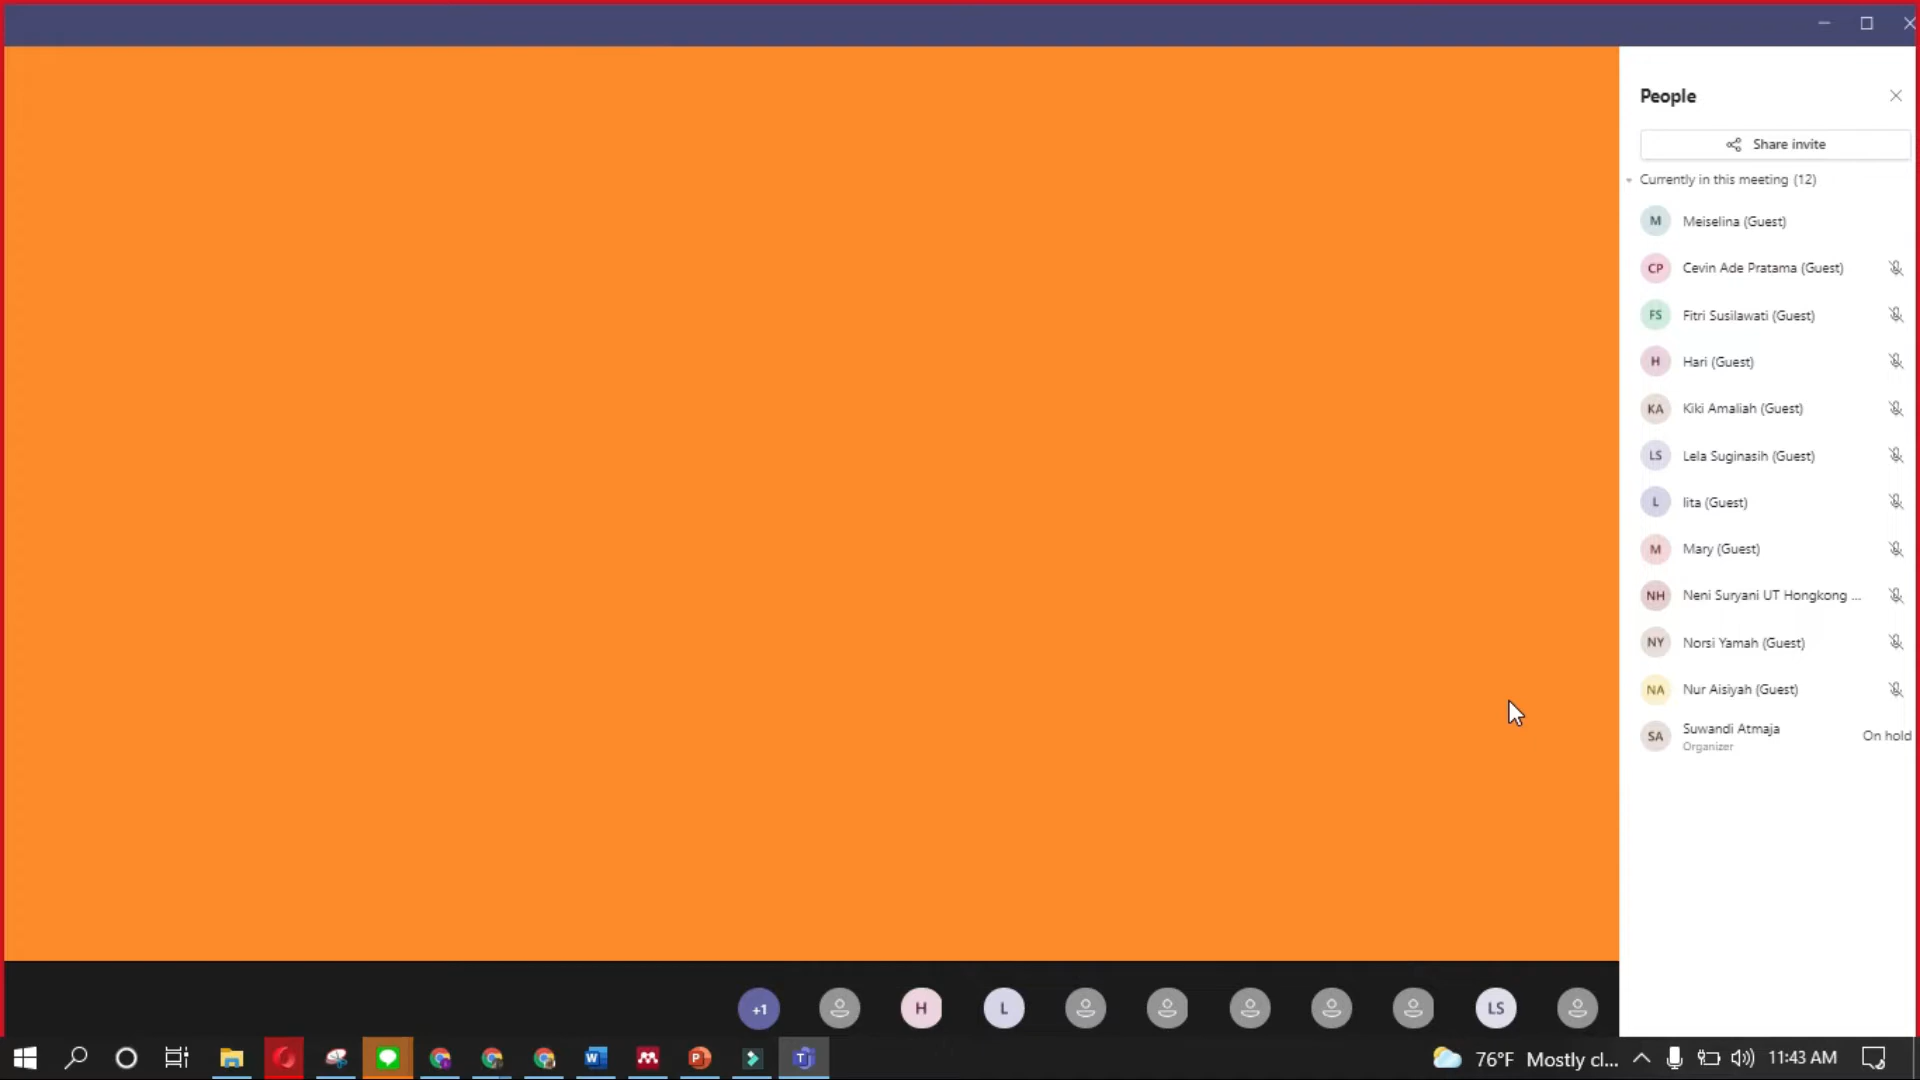 People
Share invite
Currently in this meeting (12)
M Meiselina (Guest)
CP Cevin Ade Pratama (Guest)
FS Fitri Susilawati (Guest)
H Hari (Guest)
KA Kiki Amaliah (Guest)
LS Lela Suginasih (Guest)
L lita (Guest)
M Mary (Guest)
NH Neni Suryani UT Hongkong ...
NY Norsi Yamah (Guest)
NA Nur Aisiyah (Guest)
SA Suwandi Atmaja On hold
Organizer
+1 H L LS
76°F Mostly cl... 11:43 AM